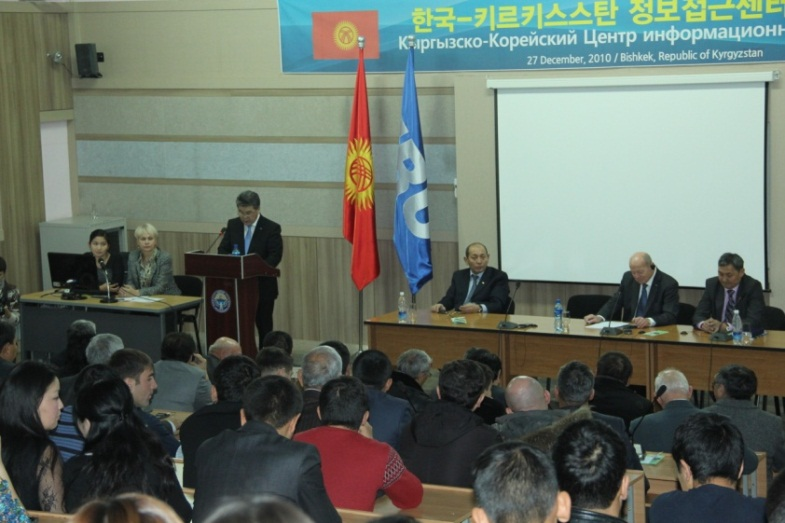 한국-키르키스스탄 정보접근센터
Кыргызско-Корейский Центр информационн
27 December, 2010 / Bishkek, Republic of Kyrgyzstan